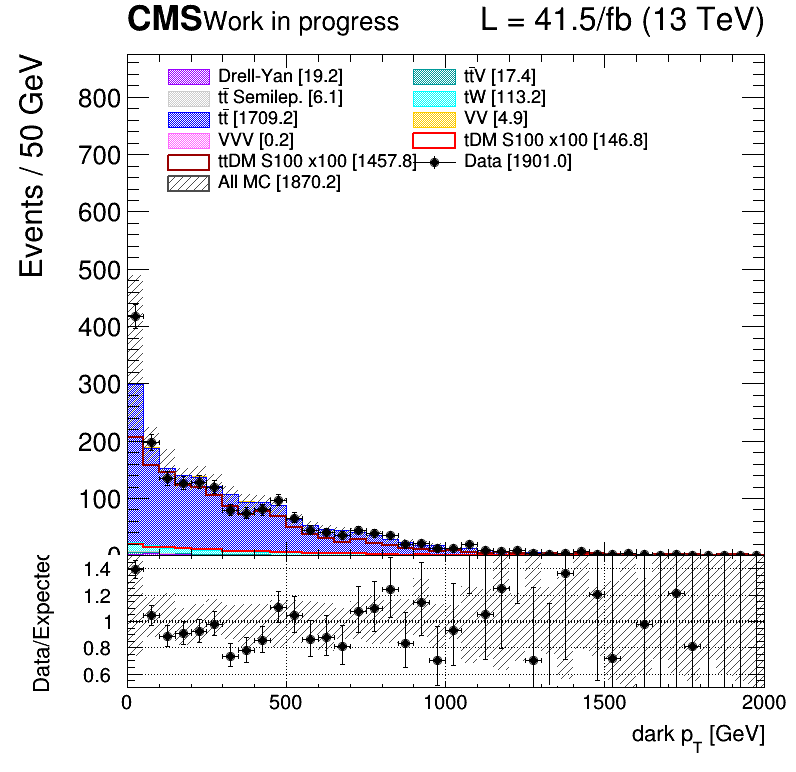 CMS Work in progress L = 41.5/fb (13 TeV)
Events / 50 GeV
Drell-Yan [19.2] tt̄V [17.4]
tt̄ Semilep. [6.1] tW [113.2]
tt̄ [1709.2] VV [4.9]
VVV [0.2] tDM S100 x100 [146.8]
ttDM S100 x100 [1457.8] Data [1901.0]
All MC [1870.2]
800
700
600
500
400
300
200
100
0
Data/Expected
1.4
1.2
1
0.8
0.6
0 500 1000 1500 2000
dark p_T [GeV]